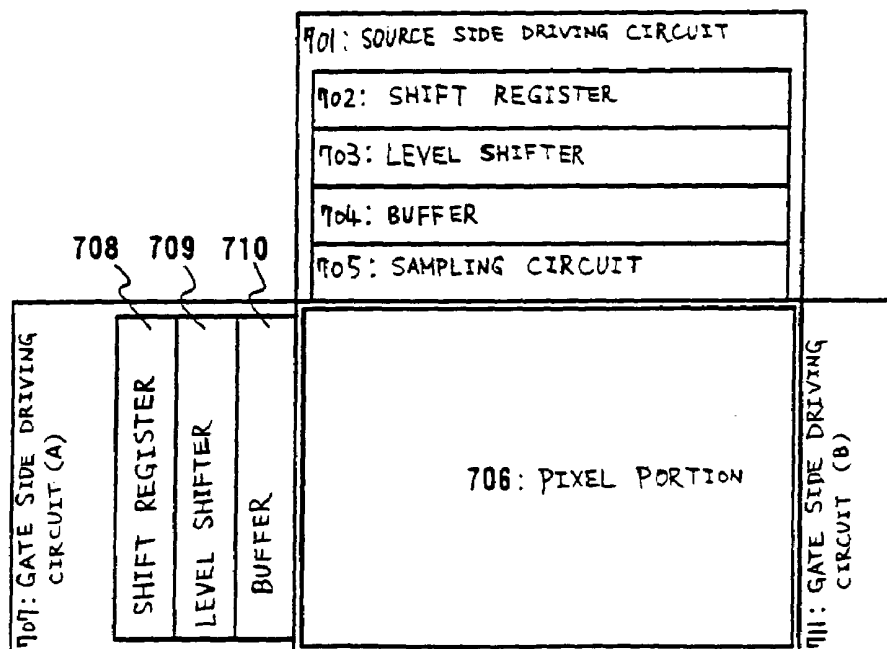 701: SOURCE SIDE DRIVING CIRCUIT
702: SHIFT REGISTER
703: LEVEL SHIFTER
704: BUFFER
705: SAMPLING CIRCUIT
708 709 710
707: GATE SIDE DRIVING
CIRCUIT (A)
SHIFT REGISTER
LEVEL SHIFTER
BUFFER
706: PIXEL PORTION
711: GATE SIDE DRIVING
CIRCUIT (B)